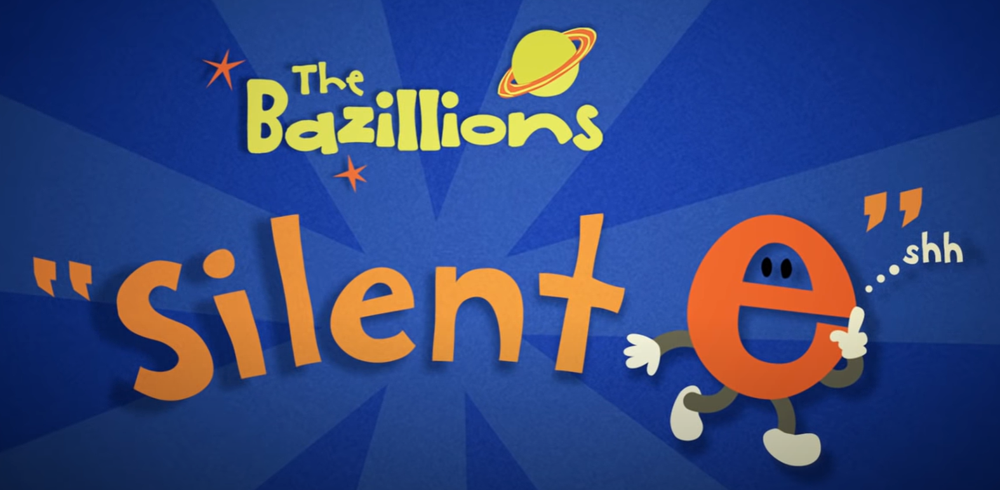 The
Bazillions
"Silent e"
...shh